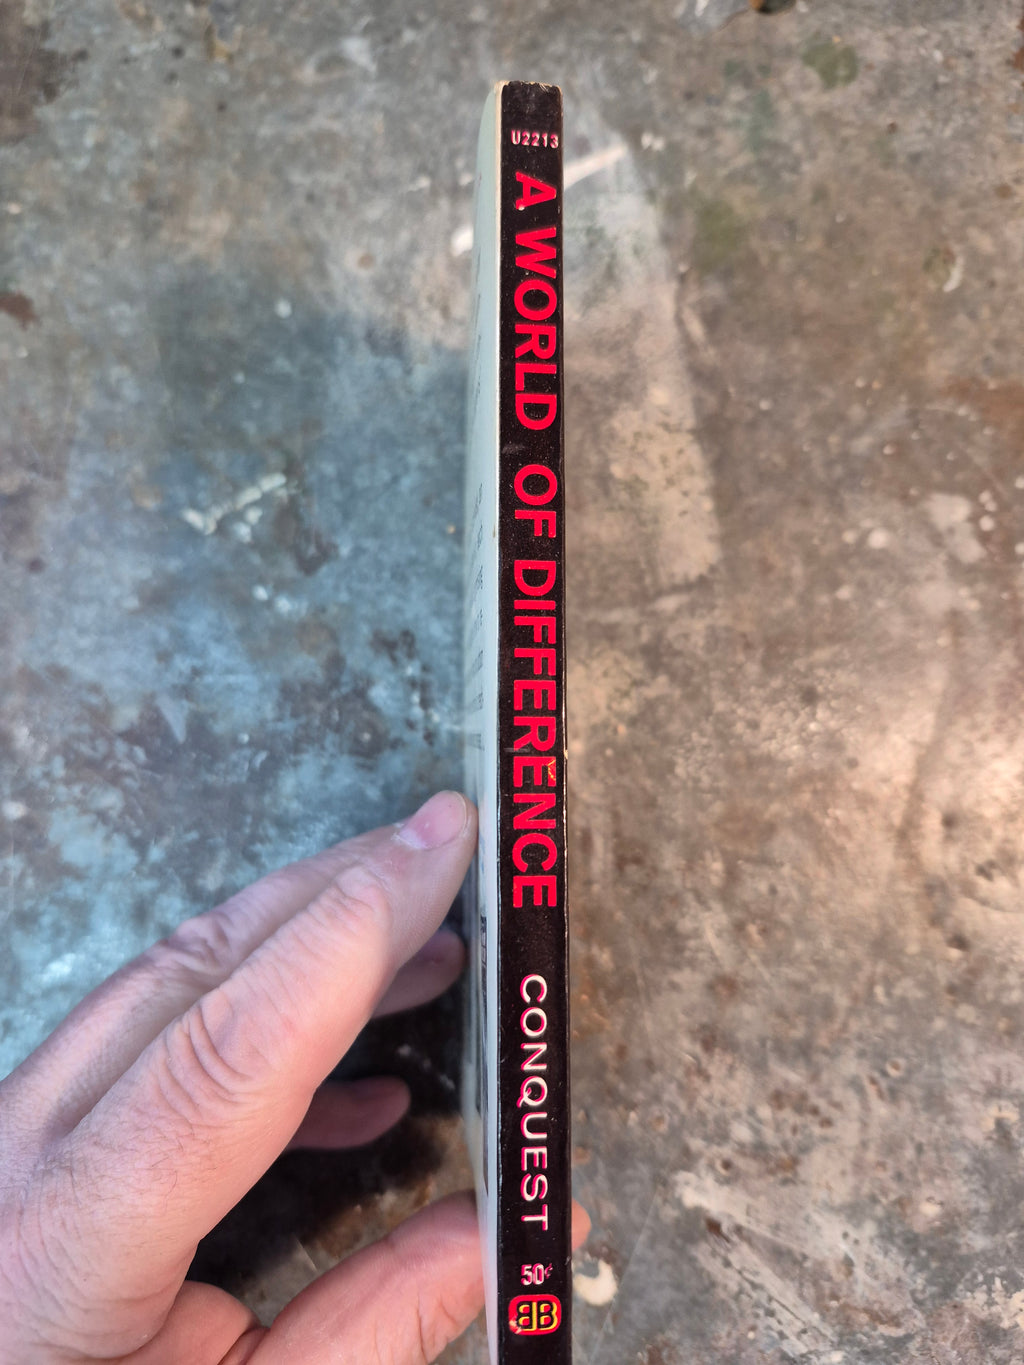 U2213
A WORLD OF DIFFERENCE
CONQUEST
50¢
BB